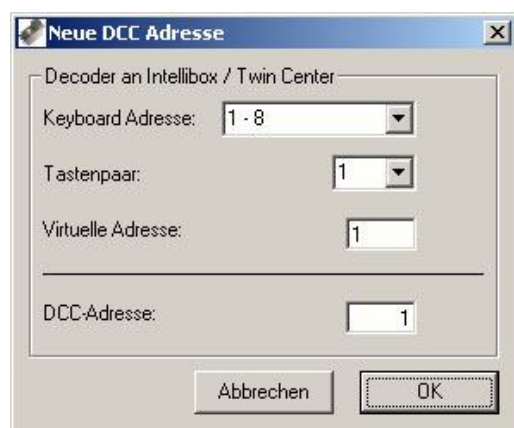 Neue DCC Adresse
Decoder an Intellibox / Twin Center
Keyboard Adresse: 1 - 8
Tastenpaar: 1
Virtuelle Adresse: 1
DCC-Adresse: 1
Abbrechen OK